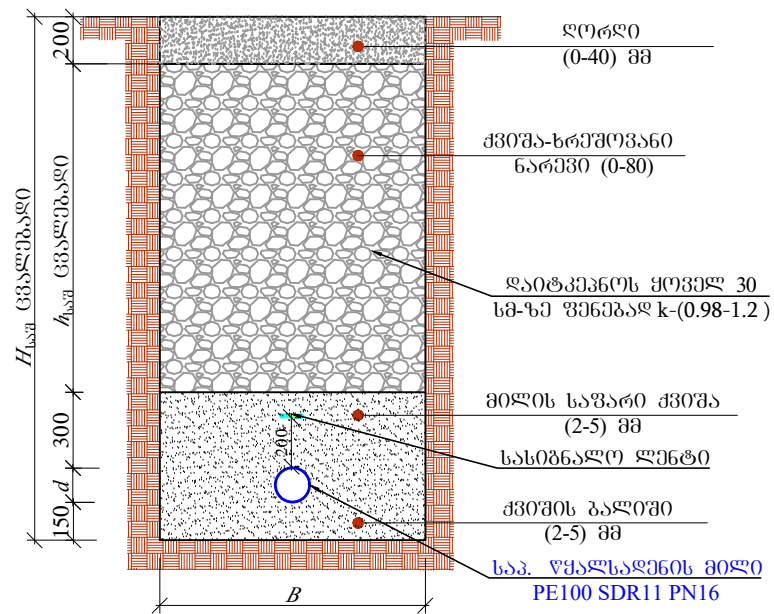 ღორღი
(0-40) მმ
ქვიშა-ხრეშოვანი
ნარევი (0-80)
დაიტკეპნოს ყოველ 30
სმ-ზე ფენებად k-(0.98-1.2 )
მილის საფარი ქვიშა
(2-5) მმ
სასიგნალო ლენტი
ქვიშის ბალიში
(2-5) მმ
საპ. წყალსადენის მილი
PE100 SDR11 PN16
200
hსაშ ცვალებადი
Hსაშ ცვალებადი
300
d
150
200
B